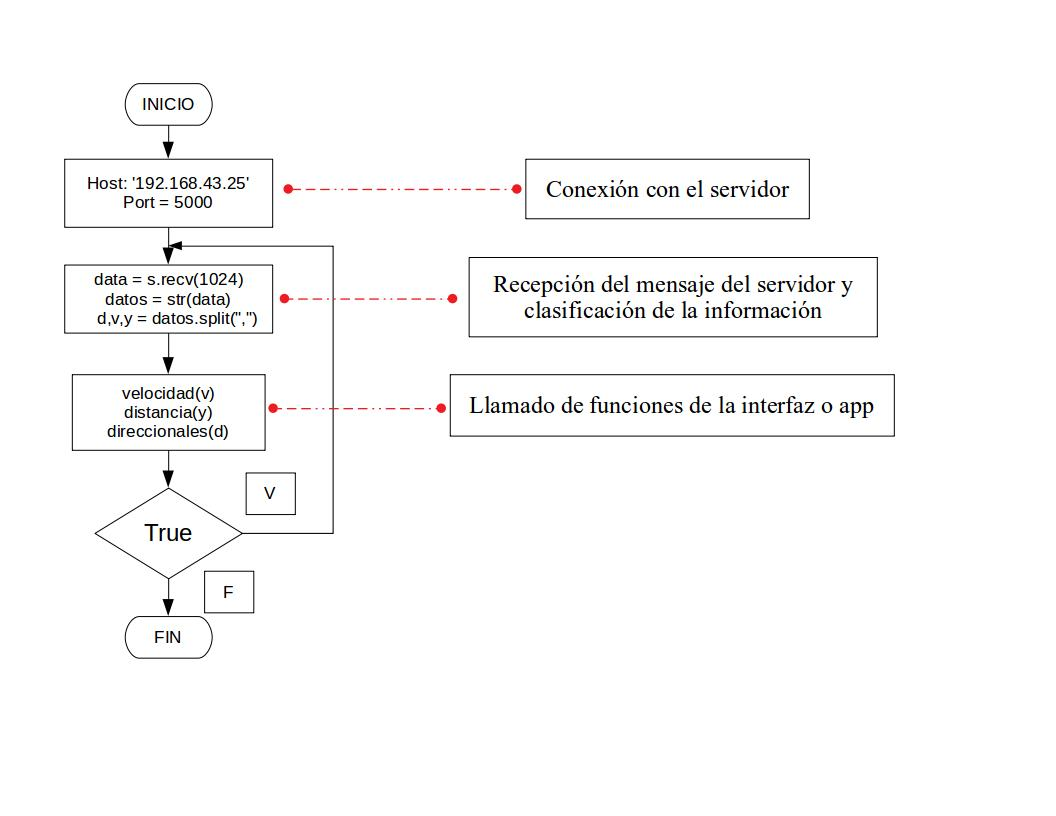 INICIO
Host: '192.168.43.25'
Port = 5000
Conexión con el servidor
data = s.recv(1024)
datos = str(data)
d,v,y = datos.split(",")
Recepción del mensaje del servidor y
clasificación de la información
velocidad(v)
distancia(y)
direccionales(d)
Llamado de funciones de la interfaz o app
V
True
F
FIN